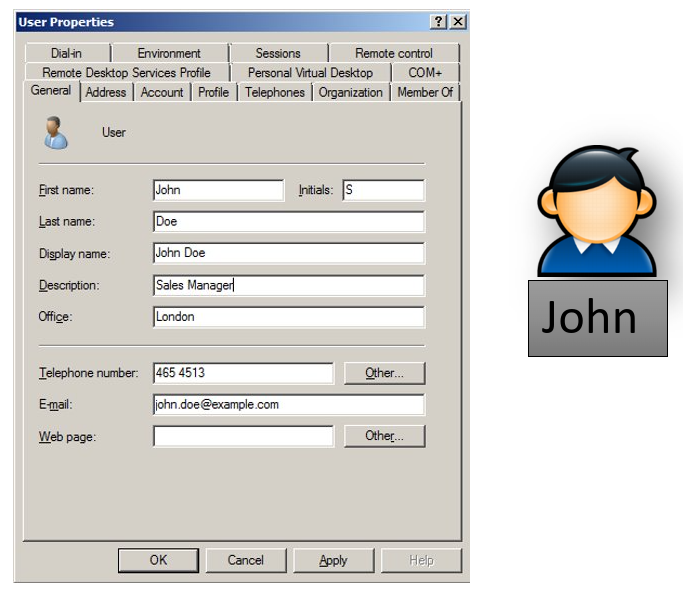 User Properties
Dial-in Environment Sessions Remote control
Remote Desktop Services Profile Personal Virtual Desktop COM+
General Address Account Profile Telephones Organization Member Of
User
First name: John Initials: S
Last name: Doe
Display name: John Doe
Description: Sales Manager
Office: London
Telephone number: 465 4513 Other...
E-mail: john.doe@example.com
Web page: Other...
OK Cancel Apply Help
John